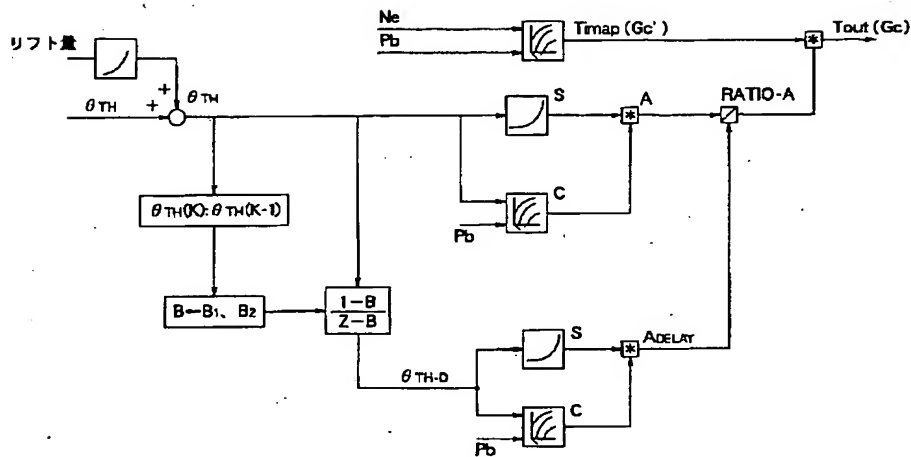 Ne
Pb
Timap (Gc')
*
Tout (Gc)
リフト量
+
θTH
+
θTH
S
A
*
RATIO-A
C
Pb
θTH(K):θTH(K-1)
B←B1、B2
1-B
Z-B
θTH-D
S
*
ADELAY
C
Pb